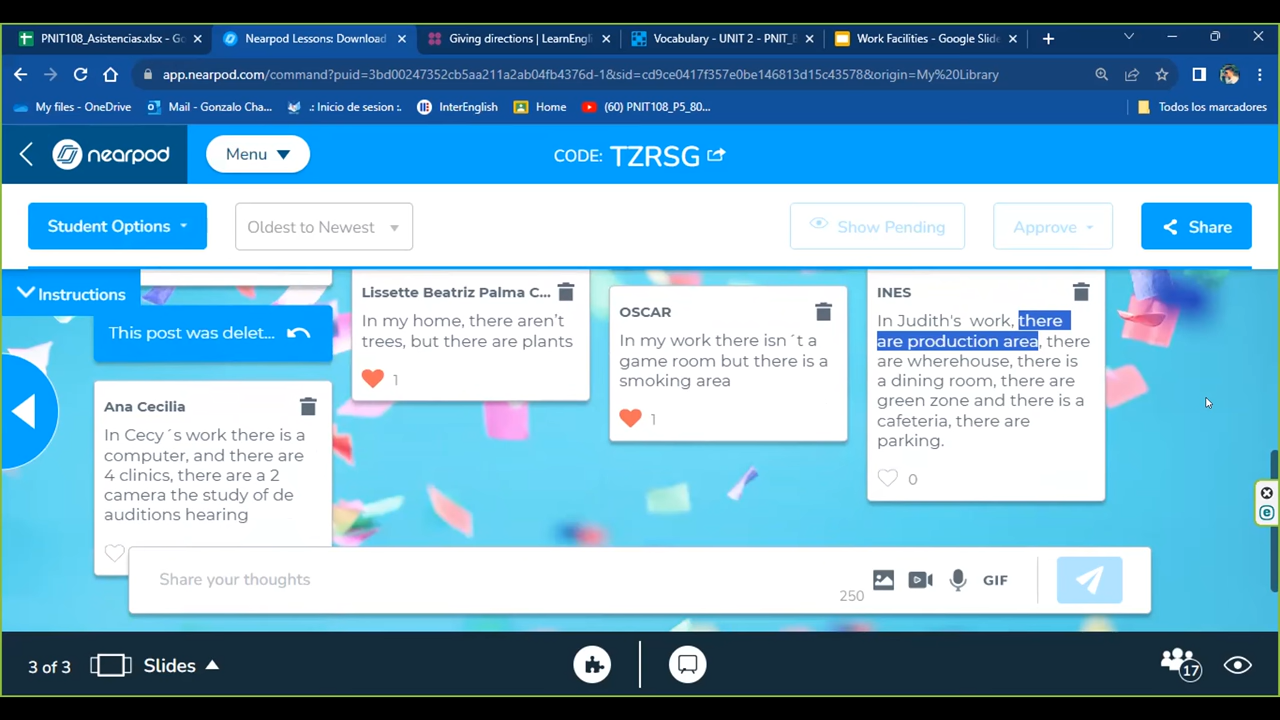 PNIT108_Asistencias.xlsx - Go
Nearpod Lessons: Download
Giving directions | LearnEngli
Vocabulary - UNIT 2 - PNIT_B
Work Facilities - Google Slide
app.nearpod.com/command?puid=3bd00247352cb5aa211a2ab04fb4376d-1&sid=cd9ce0417f357e0be146813d15c43578&origin=My%20Library
My files - OneDrive
Mail - Gonzalo Cha...
.: Inicio de sesion :.
InterEnglish
Home
(60) PNIT108_P5_80...
Todos los marcadores
nearpod
Menu
CODE: TZRSG
Student Options
Oldest to Newest
Show Pending
Approve
Share
Instructions
This post was delet...
Ana Cecilia
In Cecy´s work there is a
computer, and there are
4 clinics, there are a 2
camera the study of de
auditions hearing
Lissette Beatriz Palma C...
In my home, there aren’t
trees, but there are plants
1
OSCAR
In my work there isn´t a
game room but there is a
smoking area
1
INES
In Judith's work, there
are production area, there
are wherehouse, there is
a dining room, there are
green zone and there is a
cafeteria, there are
parking.
0
Share your thoughts
250
GIF
3 of 3
Slides
17